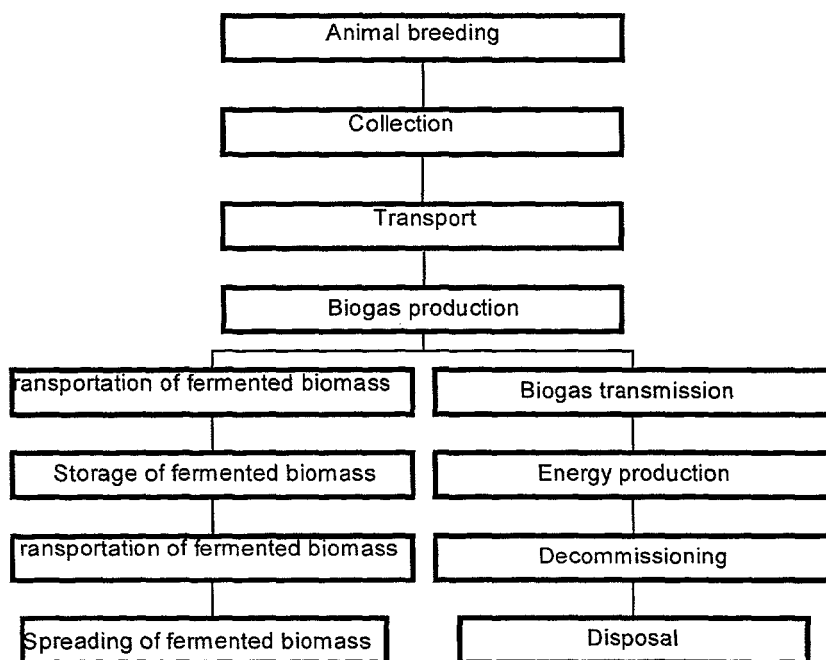 Animal breeding
Collection
Transport
Biogas production
ransportation of fermented biomass
Biogas transmission
Storage of fermented biomass
Energy production
ransportation of fermented biomass
Decommissioning
Spreading of fermented biomass
Disposal